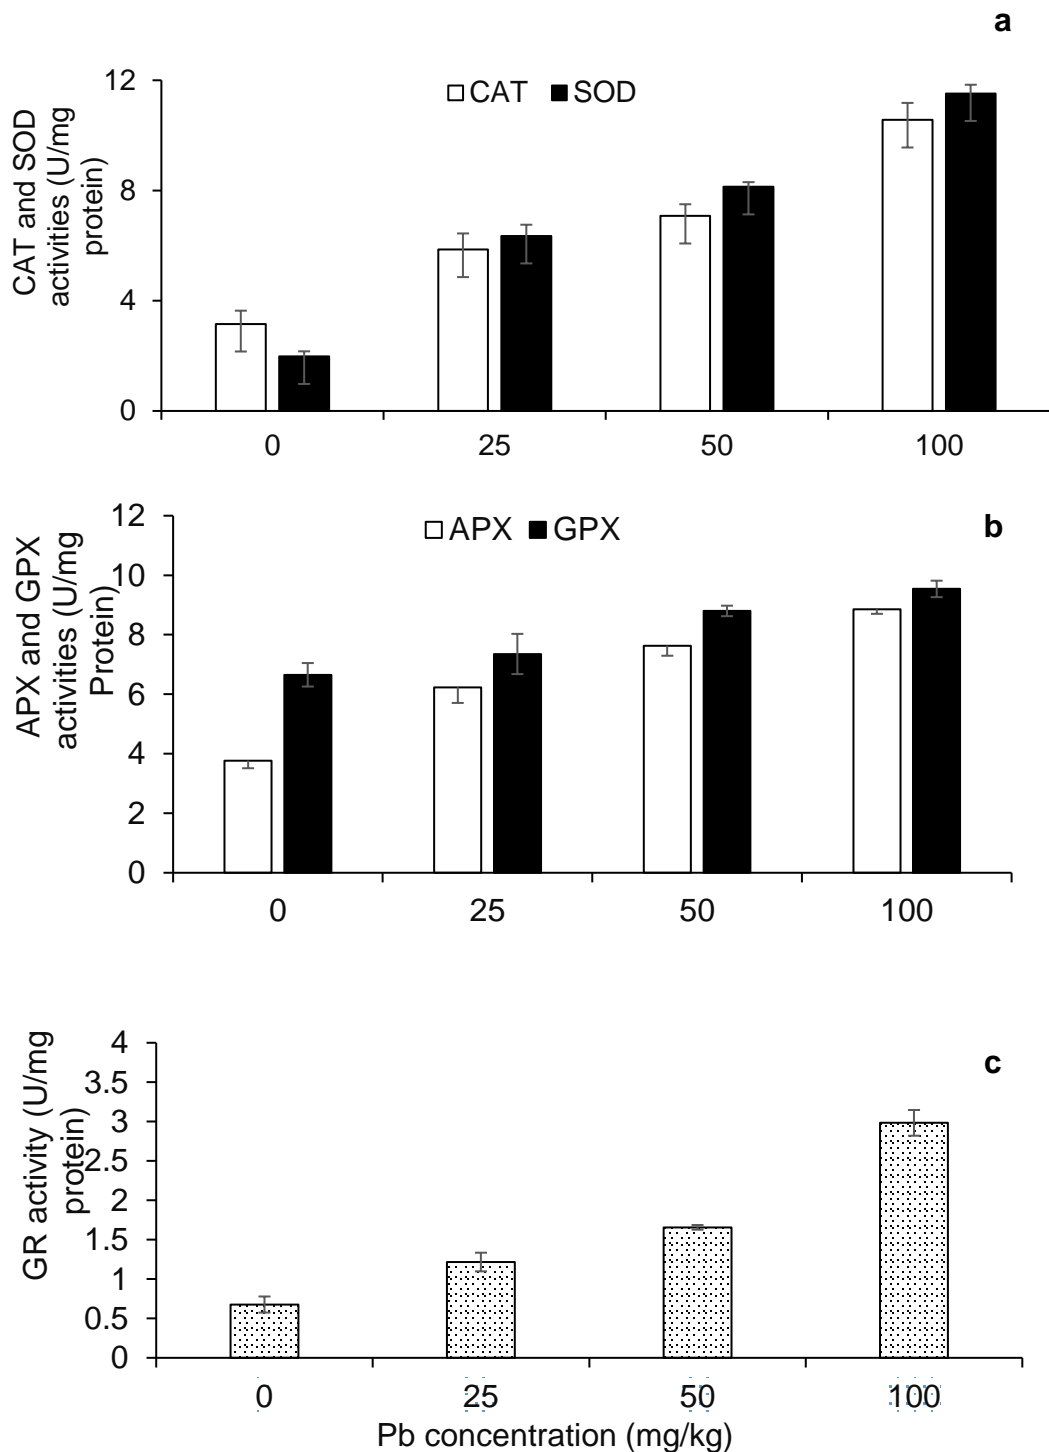 a
CAT and SOD
activities (U/mg
protein)
12
8
4
0
CAT SOD
0 25 50 100
APX and GPX
activities (U/mg
Protein)
12
10
8
6
4
2
0
APX GPX
b
0 25 50 100
GR activity (U/mg
protein)
4
3.5
3
2.5
2
1.5
1
0.5
0
c
0 25 50 100
Pb concentration (mg/kg)